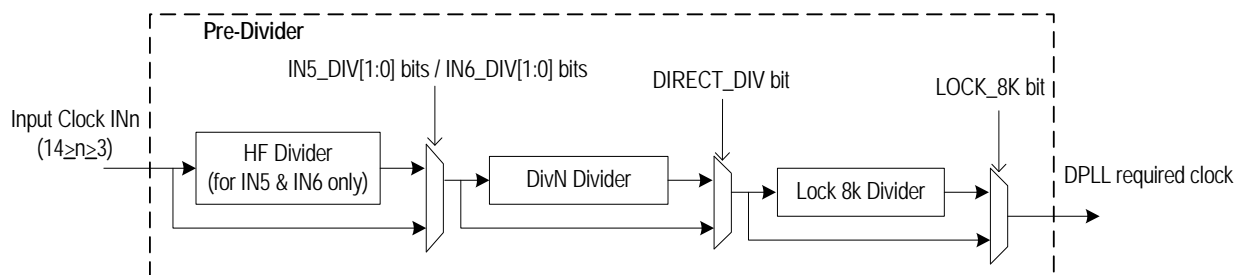 Pre-Divider
IN5_DIV[1:0] bits / IN6_DIV[1:0] bits
DIRECT_DIV bit
LOCK_8K bit
Input Clock INn
(14≥n≥3)
HF Divider
(for IN5 & IN6 only)
DivN Divider
Lock 8k Divider
DPLL required clock